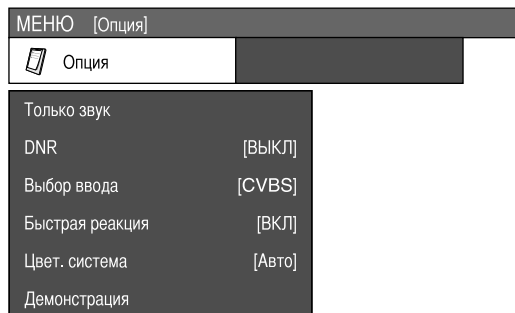 МЕНЮ [Опция]
Опция
Только звук
DNR [ВЫКЛ]
Выбор ввода [CVBS]
Быстрая реакция [ВКЛ]
Цвет. система [Авто]
Демонстрация